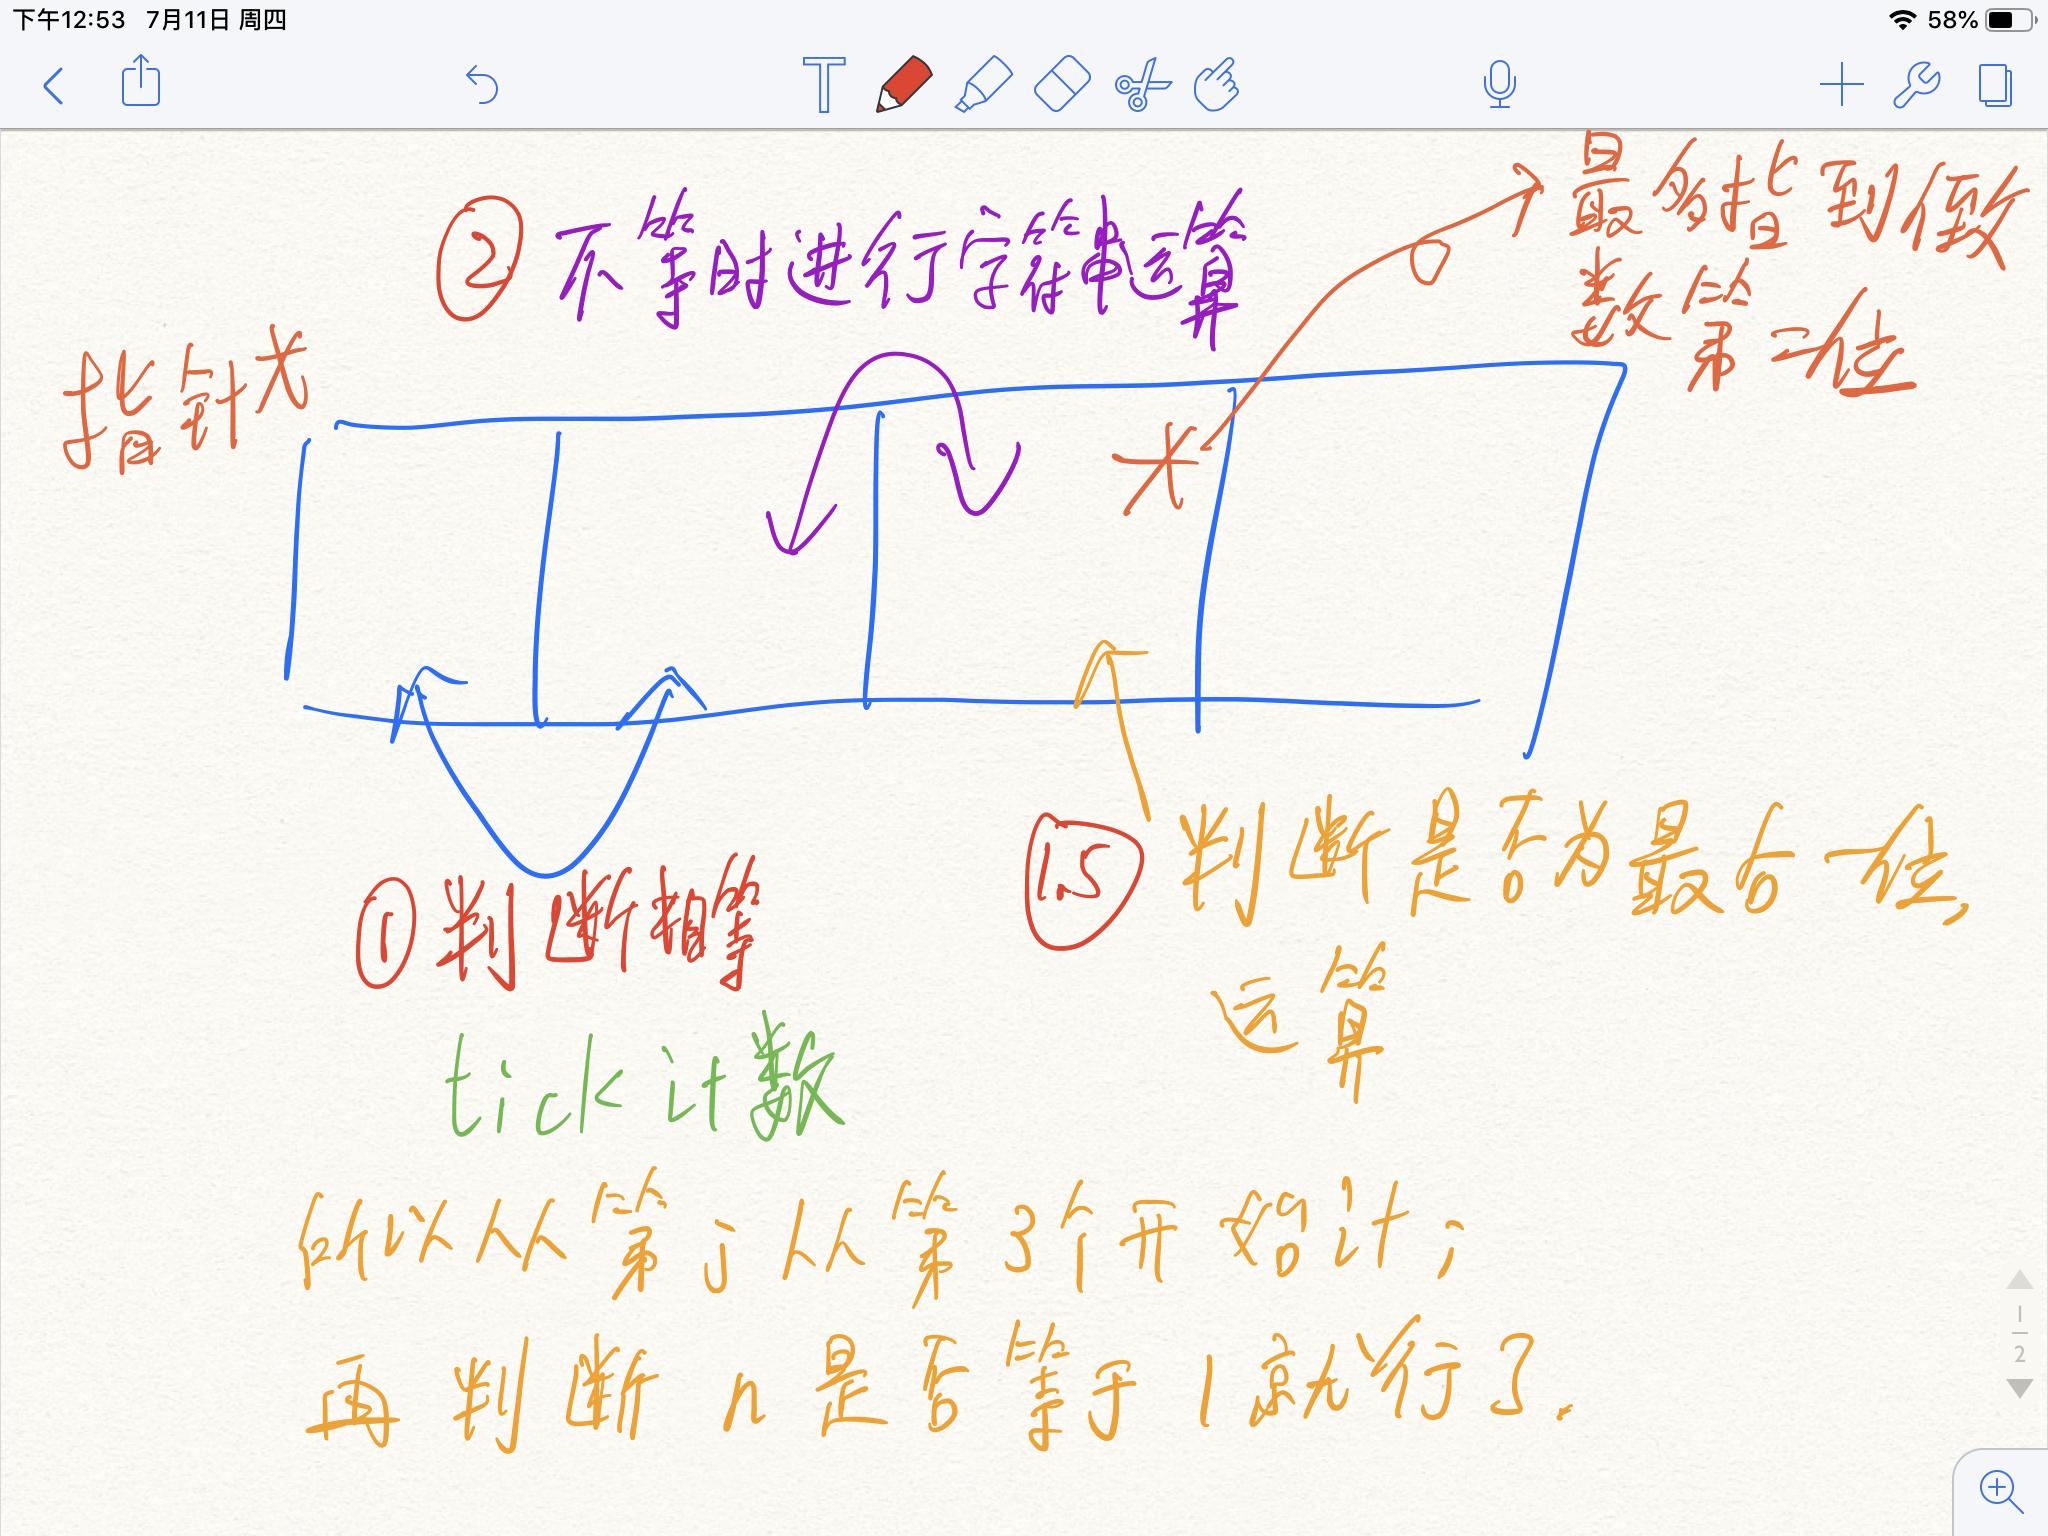 下午12:53 7月11日 周四
58%
T
最多指到倒数
数第二位
② 不等时进行字符串运算
指针*
*
① 判断相等
tick计数
1.5 判断是否为最后一位,
运算
所以从第j从第3个开始计;
再判断n是否等于1就行了.
1
2